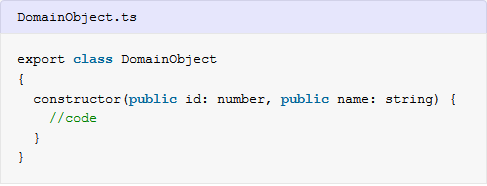 DomainObject.ts
export class DomainObject
{
  constructor(public id: number, public name: string) {
    //code
  }
}